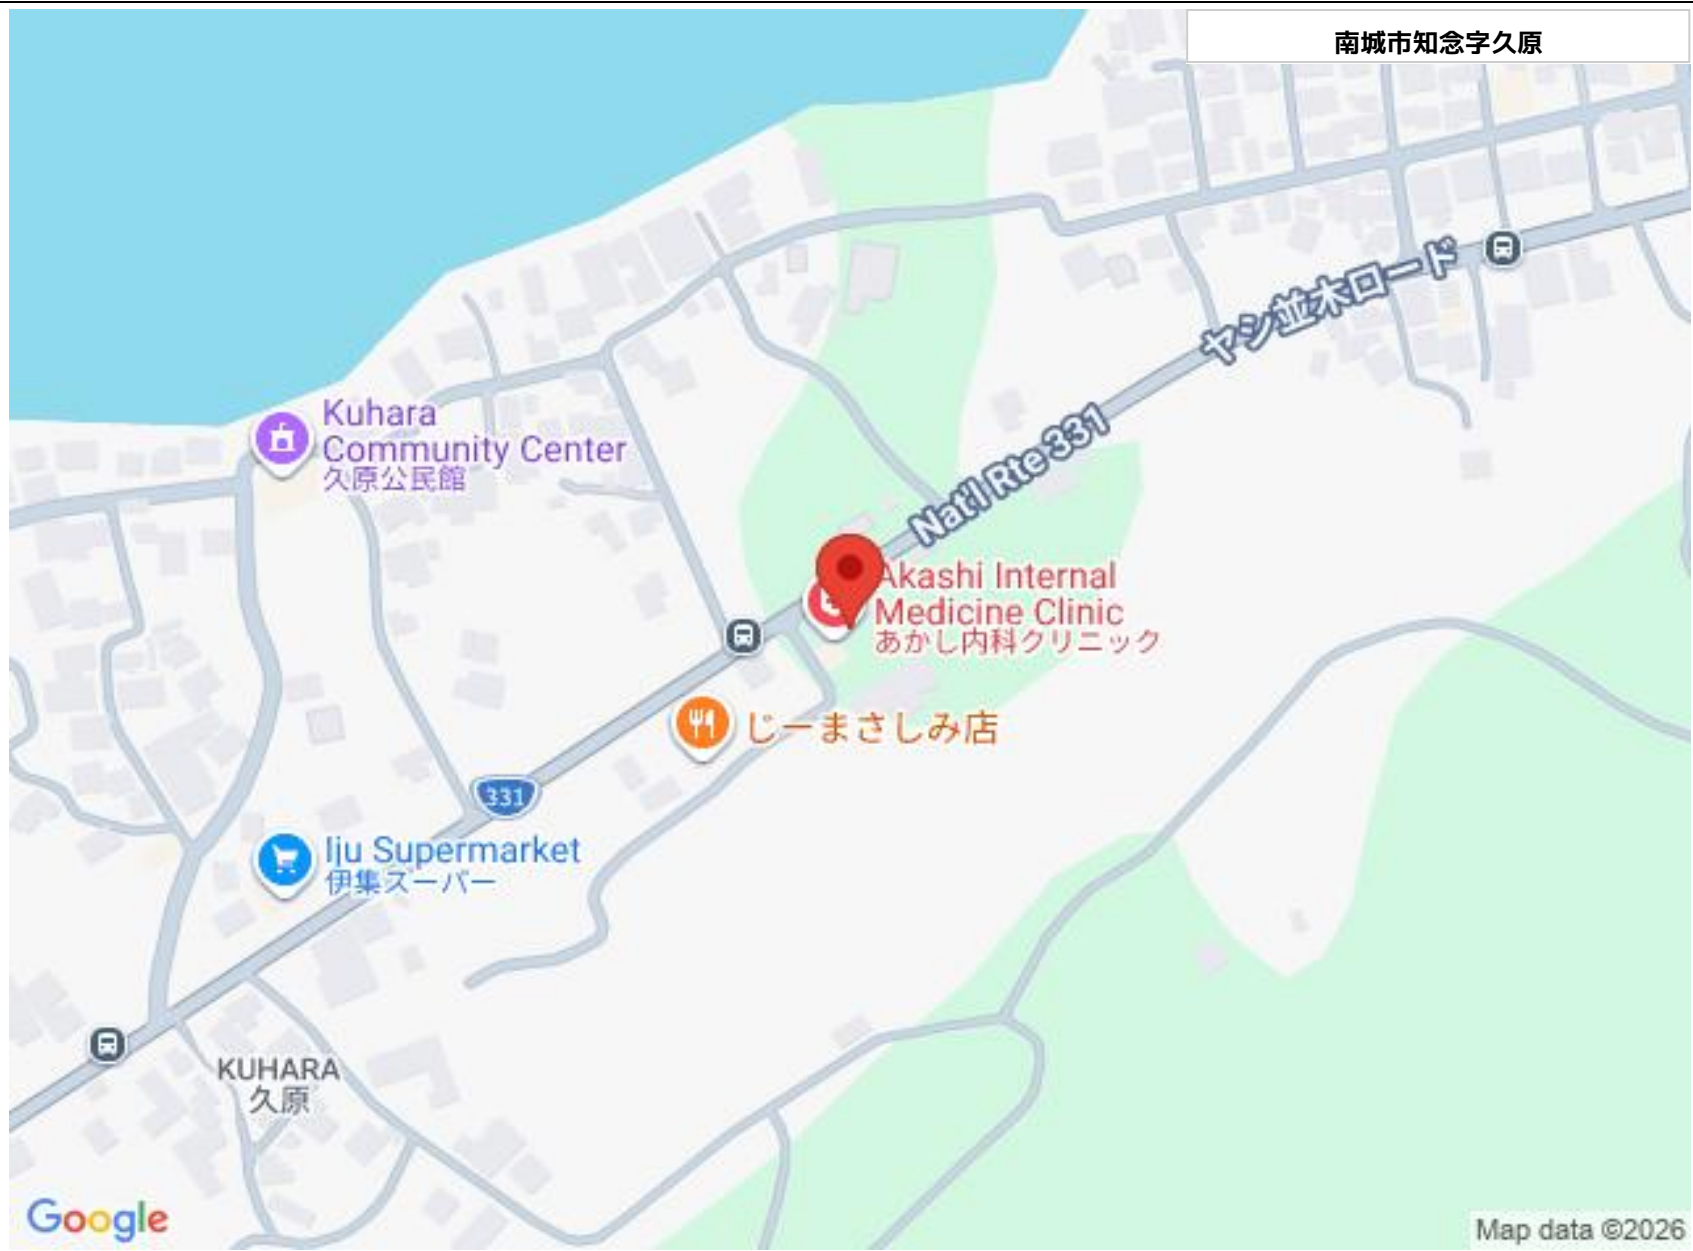 南城市知念字久原
ヤシ並木ロード
Kuhara
Community Center
久原公民館
Nat'l Rte 331
Akashi Internal
Medicine Clinic
あかし内科クリニック
じーまさしみ店
331
Iju Supermarket
伊集スーパー
KUHARA
久原
Google
Map data ©2026